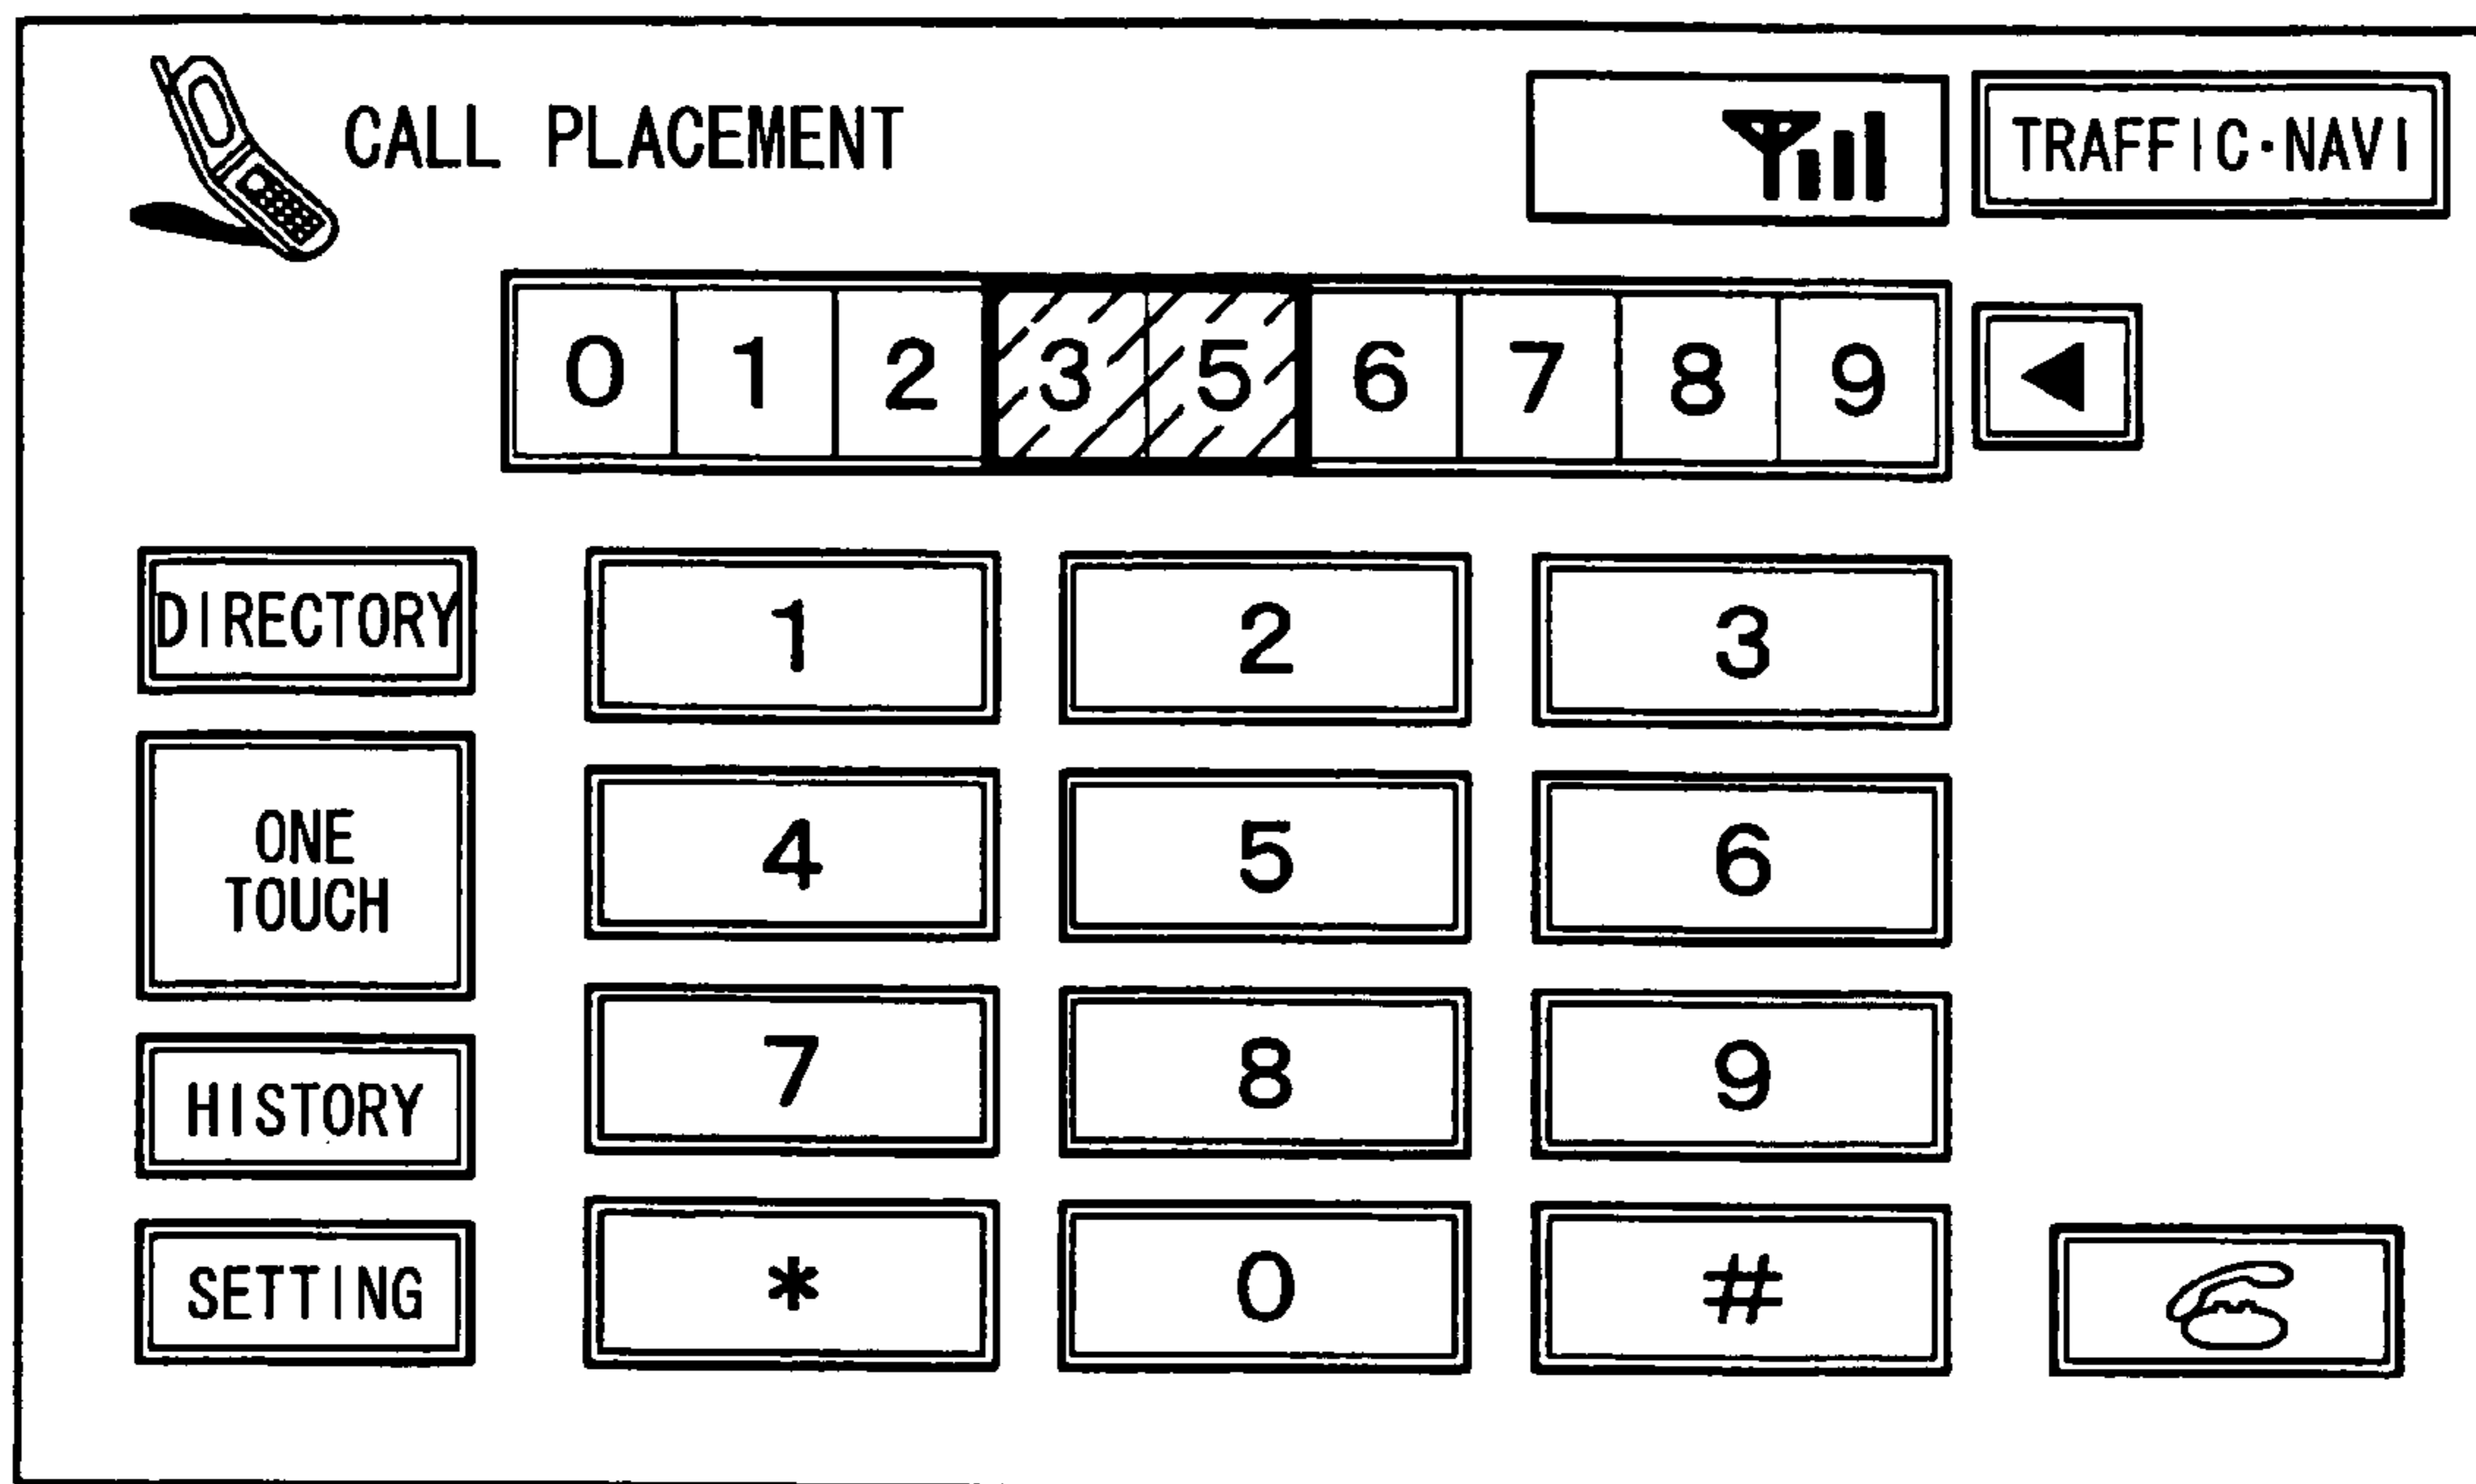 CALL PLACEMENT
TRAFFIC・NAVI
0 1 2 3 5 6 7 8 9
DIRECTORY
1 2 3
ONE
TOUCH
4 5 6
7 8 9
HISTORY
SETTING
* 0 #